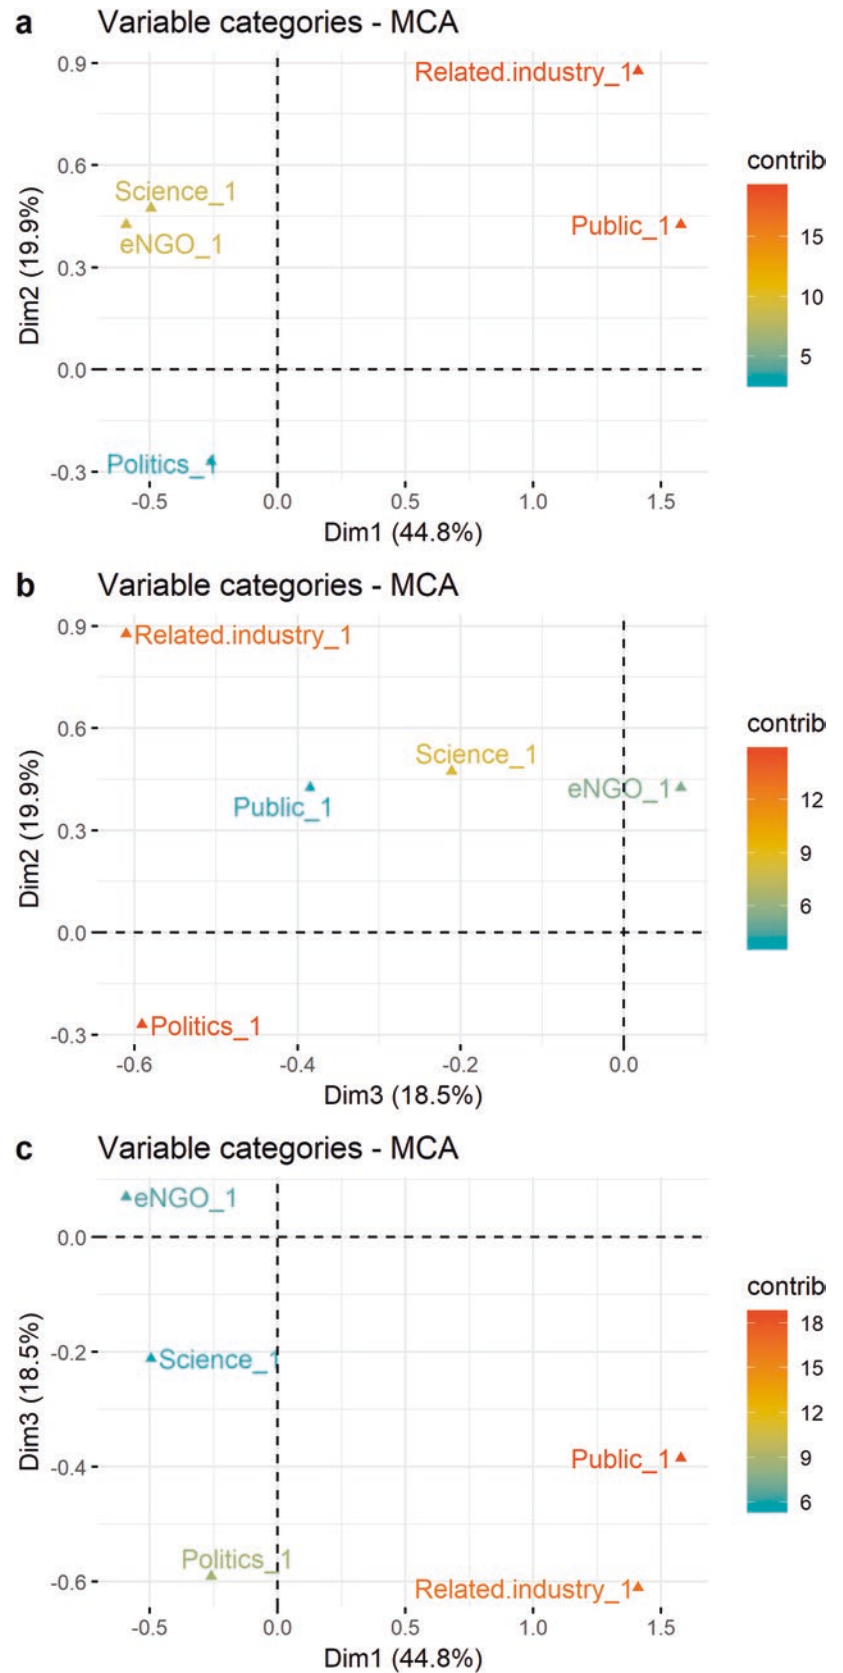 a Variable categories - MCA
0.9
Related.industry_1
contrib
0.6
Science_1
Public_1
15
eNGO_1
10
0.3
Dim2 (19.9%)
0.0
5
Politics_1
-0.3
-0.5 0.0 0.5 1.0 1.5
Dim1 (44.8%)
b Variable categories - MCA
0.9
Related.industry_1
contrib
0.6
Science_1
eNGO_1
12
Public_1
9
0.3
Dim2 (19.9%)
6
0.0
Politics_1
-0.3
-0.6 -0.4 -0.2 0.0
Dim3 (18.5%)
c Variable categories - MCA
eNGO_1
0.0
contrib
18
-0.2
Science_1
15
Dim3 (18.5%)
12
-0.4
Public_1
9
6
Politics_1
-0.6
Related.industry_1
-0.5 0.0 0.5 1.0 1.5
Dim1 (44.8%)